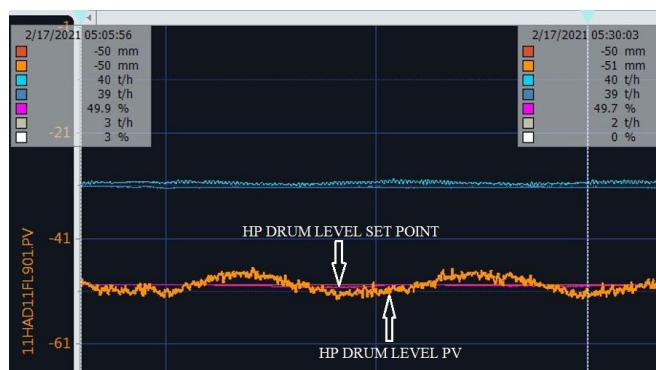 -1
2/17/2021 05:05:56
-50 mm
-50 mm
40 t/h
39 t/h
49.9 %
3 t/h
3 %
2/17/2021 05:30:03
-50 mm
-51 mm
40 t/h
39 t/h
49.7 %
2 t/h
0 %
-21
-41
-61
11HAD11FL901.PV
HP DRUM LEVEL SET POINT
HP DRUM LEVEL PV